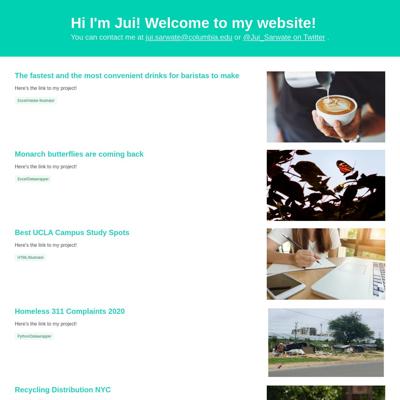 Hi I'm Jui! Welcome to my website!
You can contact me at jui.sarwate@columbia.edu or @Jui_Sarwate on Twitter .
The fastest and the most convenient drinks for baristas to make
Here's the link to my project!
Excel/Adobe Illustrator
Monarch butterflies are coming back
Here's the link to my project!
Excel/Datawrapper
Best UCLA Campus Study Spots
Here's the link to my project!
HTML/Illustrator
Homeless 311 Complaints 2020
Here's the link to my project!
Python/Datawrapper
Recycling Distribution NYC